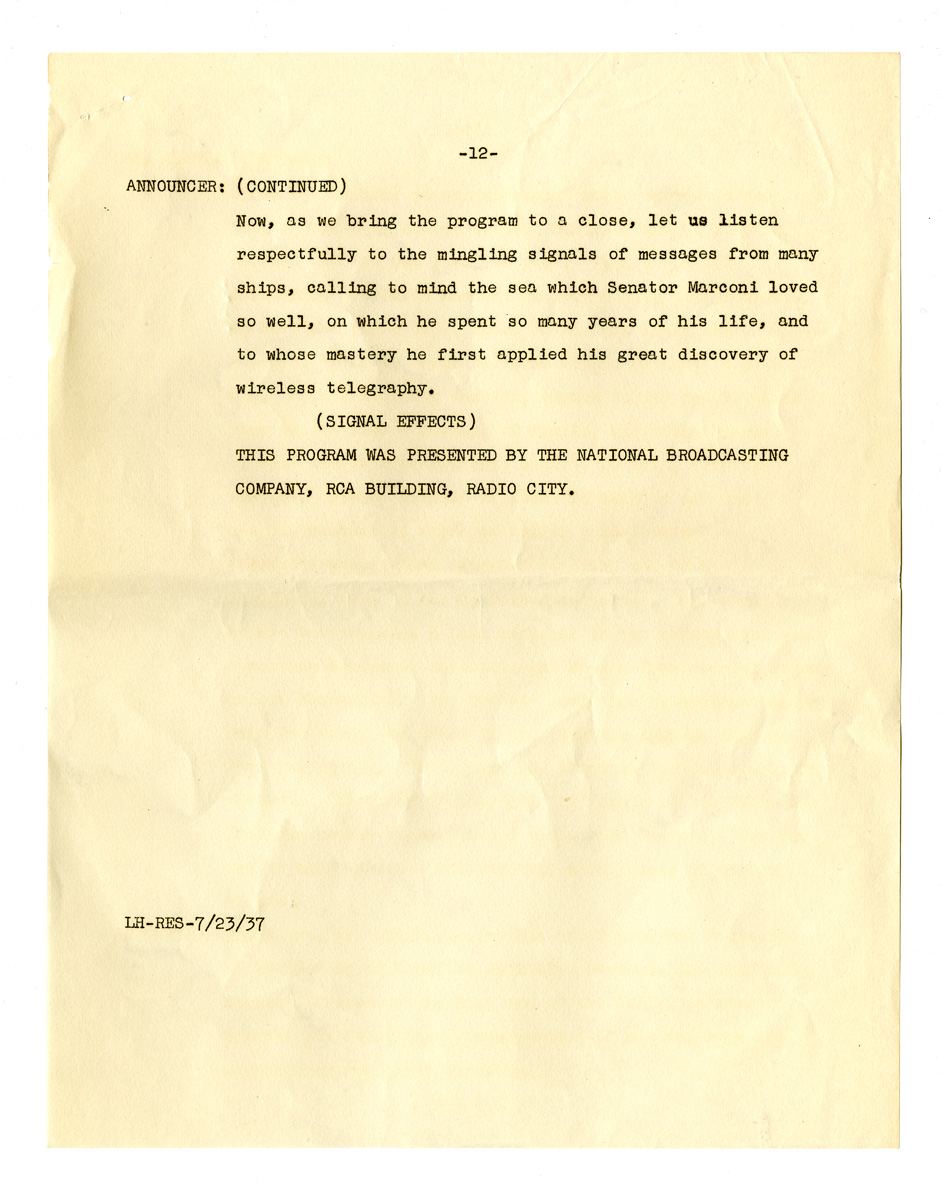 -12-
ANNOUNCER: (CONTINUED)
Now, as we bring the program to a close, let us listen
respectfully to the mingling signals of messages from many
ships, calling to mind the sea which Senator Marconi loved
so well, on which he spent so many years of his life, and
to whose mastery he first applied his great discovery of
wireless telegraphy.
(SIGNAL EFFECTS)
THIS PROGRAM WAS PRESENTED BY THE NATIONAL BROADCASTING
COMPANY, RCA BUILDING, RADIO CITY.
LH-RES-7/23/37